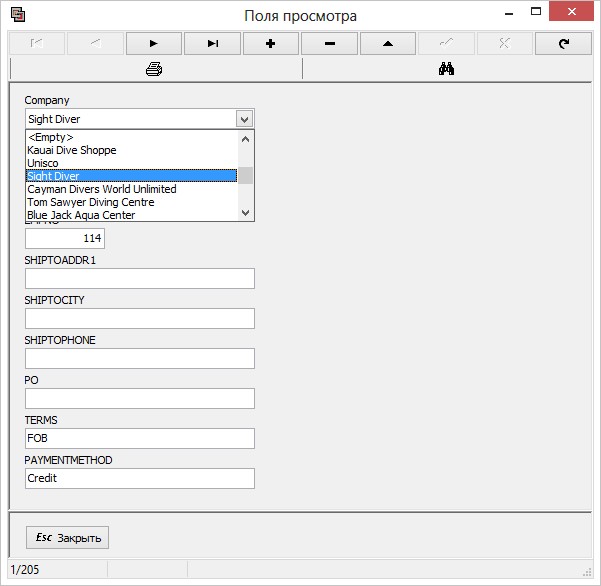 Поля просмотра
Company
Sight Diver
<Empty>
Kauai Dive Shoppe
Unisco
Sight Diver
Cayman Divers World Unlimited
Tom Sawyer Diving Centre
Blue Jack Aqua Center
114
SHIPTOADDR1
SHIPTOCITY
SHIPTOPHONE
PO
TERMS
FOB
PAYMENTMETHOD
Credit
Esc Закрыть
1/205